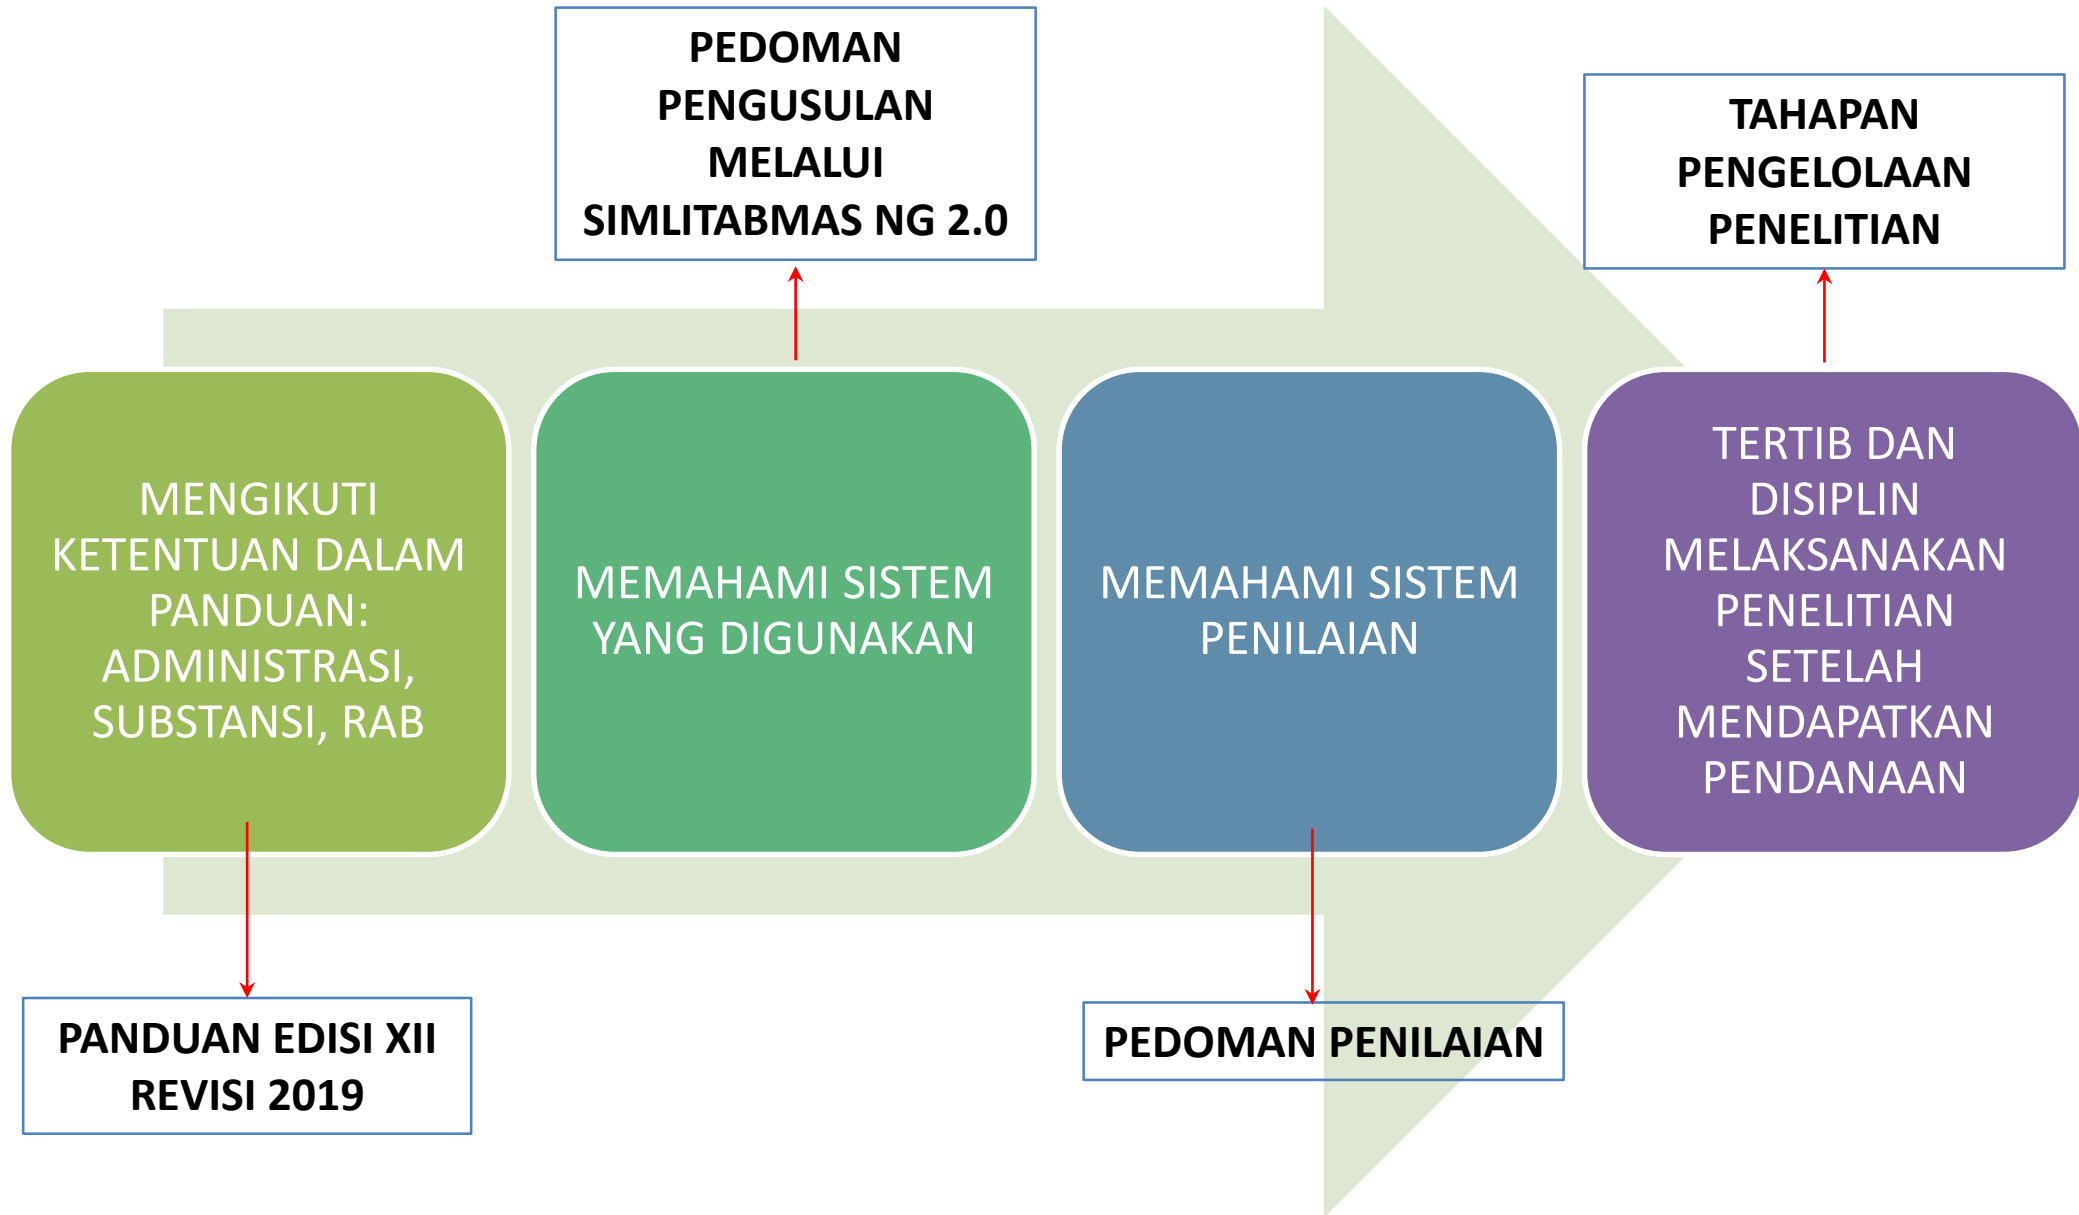 PEDOMAN
PENGUSULAN
MELALUI
SIMLITABMAS NG 2.0
TAHAPAN
PENGELOLAAN
PENELITIAN
MENGIKUTI
KETENTUAN DALAM
PANDUAN:
ADMINISTRASI,
SUBSTANSI, RAB
MEMAHAMI SISTEM
YANG DIGUNAKAN
MEMAHAMI SISTEM
PENILAIAN
TERTIB DAN
DISIPLIN
MELAKSANAKAN
PENELITIAN
SETELAH
MENDAPATKAN
PENDANAAN
PANDUAN EDISI XII
REVISI 2019
PEDOMAN PENILAIAN